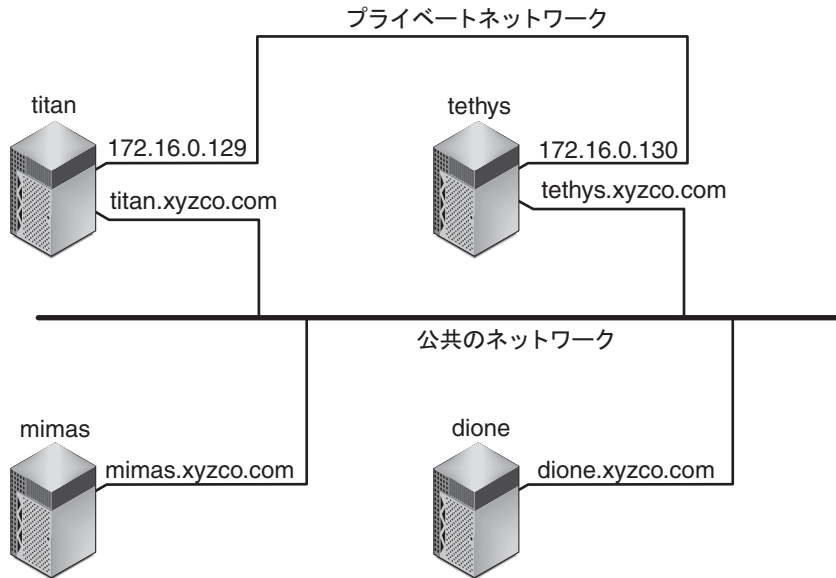 プライベートネットワーク
titan
tethys
172.16.0.129
172.16.0.130
titan.xyzco.com
tethys.xyzco.com
公共のネットワーク
mimas
dione
mimas.xyzco.com
dione.xyzco.com